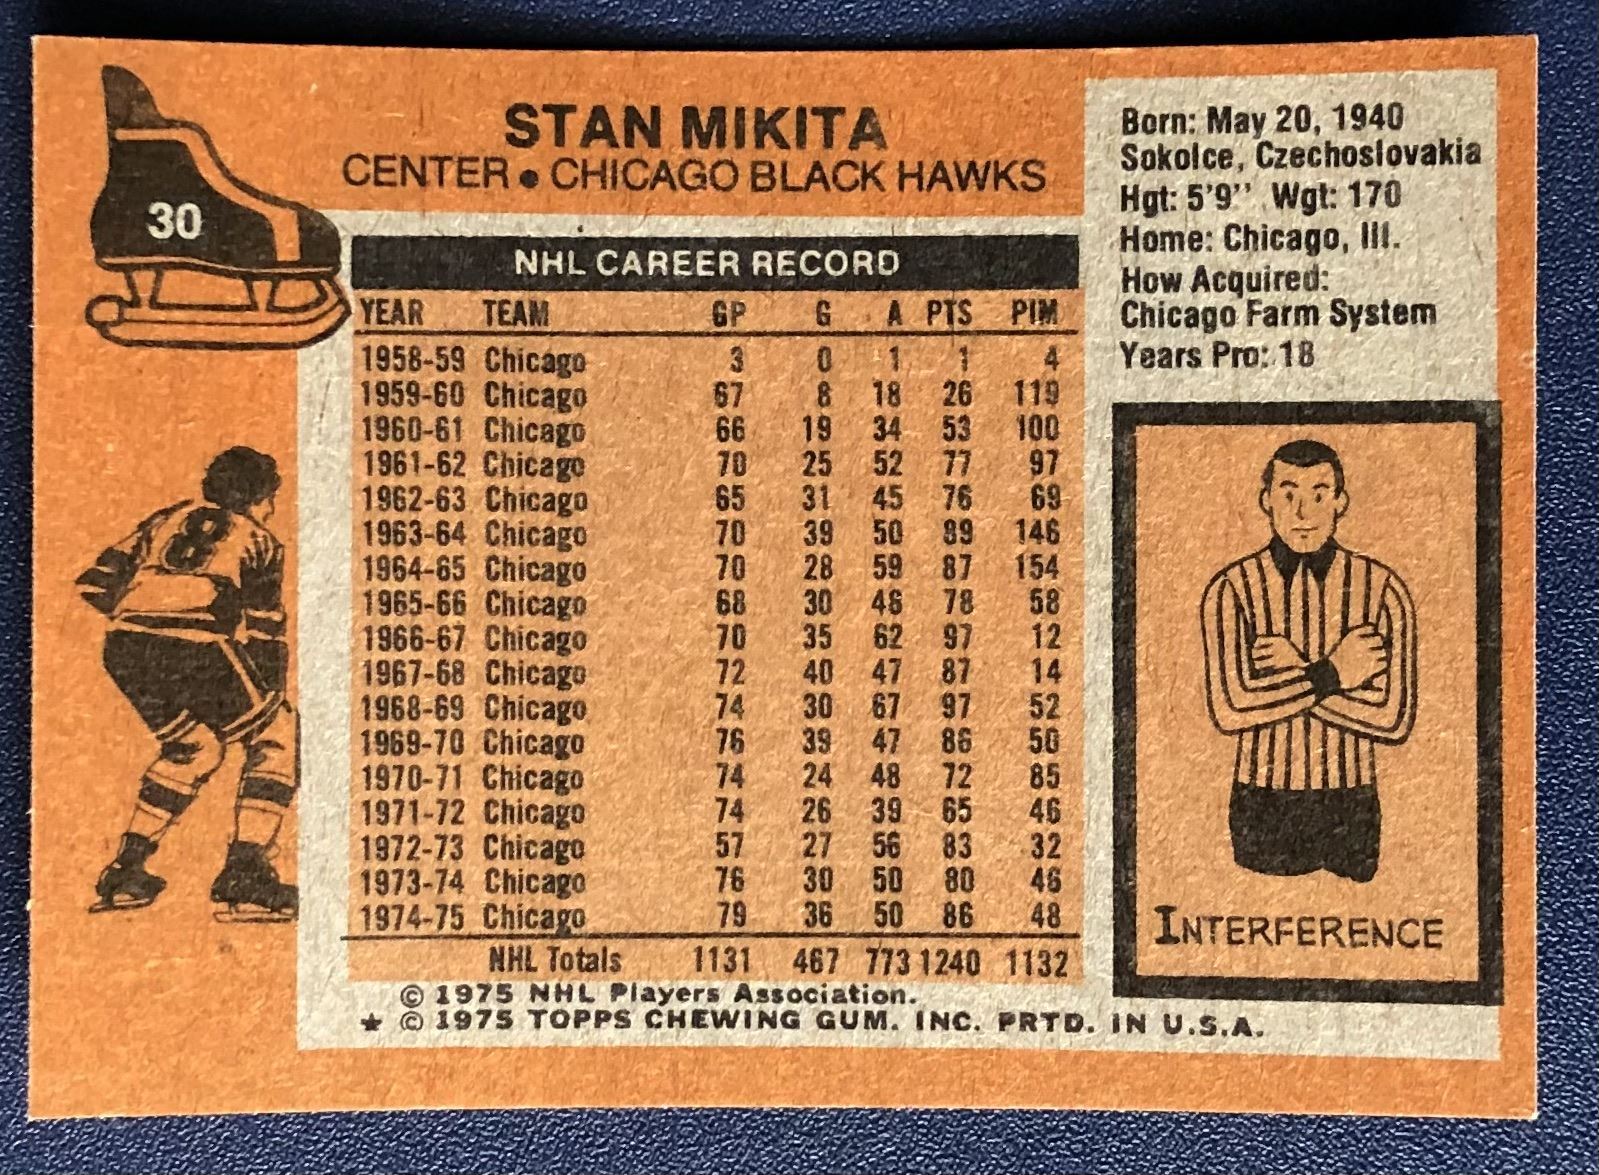 STAN MIKITA
CENTER • CHICAGO BLACK HAWKS
30
NHL CAREER RECORD
YEAR TEAM GP G A PTS PIM
1958-59 Chicago 3 0 1 1 4
1959-60 Chicago 67 8 18 26 119
1960-61 Chicago 66 19 34 53 100
1961-62 Chicago 70 25 52 77 97
1962-63 Chicago 65 31 45 76 69
1963-64 Chicago 70 39 50 89 146
1964-65 Chicago 70 28 59 87 154
1965-66 Chicago 68 30 48 78 58
1966-67 Chicago 70 35 62 97 12
1967-68 Chicago 72 40 47 87 14
1968-69 Chicago 74 30 67 97 52
1969-70 Chicago 76 39 47 86 50
1970-71 Chicago 74 24 48 72 85
1971-72 Chicago 74 26 39 65 46
1972-73 Chicago 57 27 56 83 32
1973-74 Chicago 76 30 50 80 46
1974-75 Chicago 79 36 50 86 48
NHL Totals 1131 467 773 1240 1132
© 1975 NHL Players Association.
★ © 1975 TOPPS CHEWING GUM. INC. PRTD. IN U.S.A.
Born: May 20, 1940
Sokolce, Czechoslovakia
Hgt: 5'9" Wgt: 170
Home: Chicago, Ill.
How Acquired:
Chicago Farm System
Years Pro: 18
INTERFERENCE
8